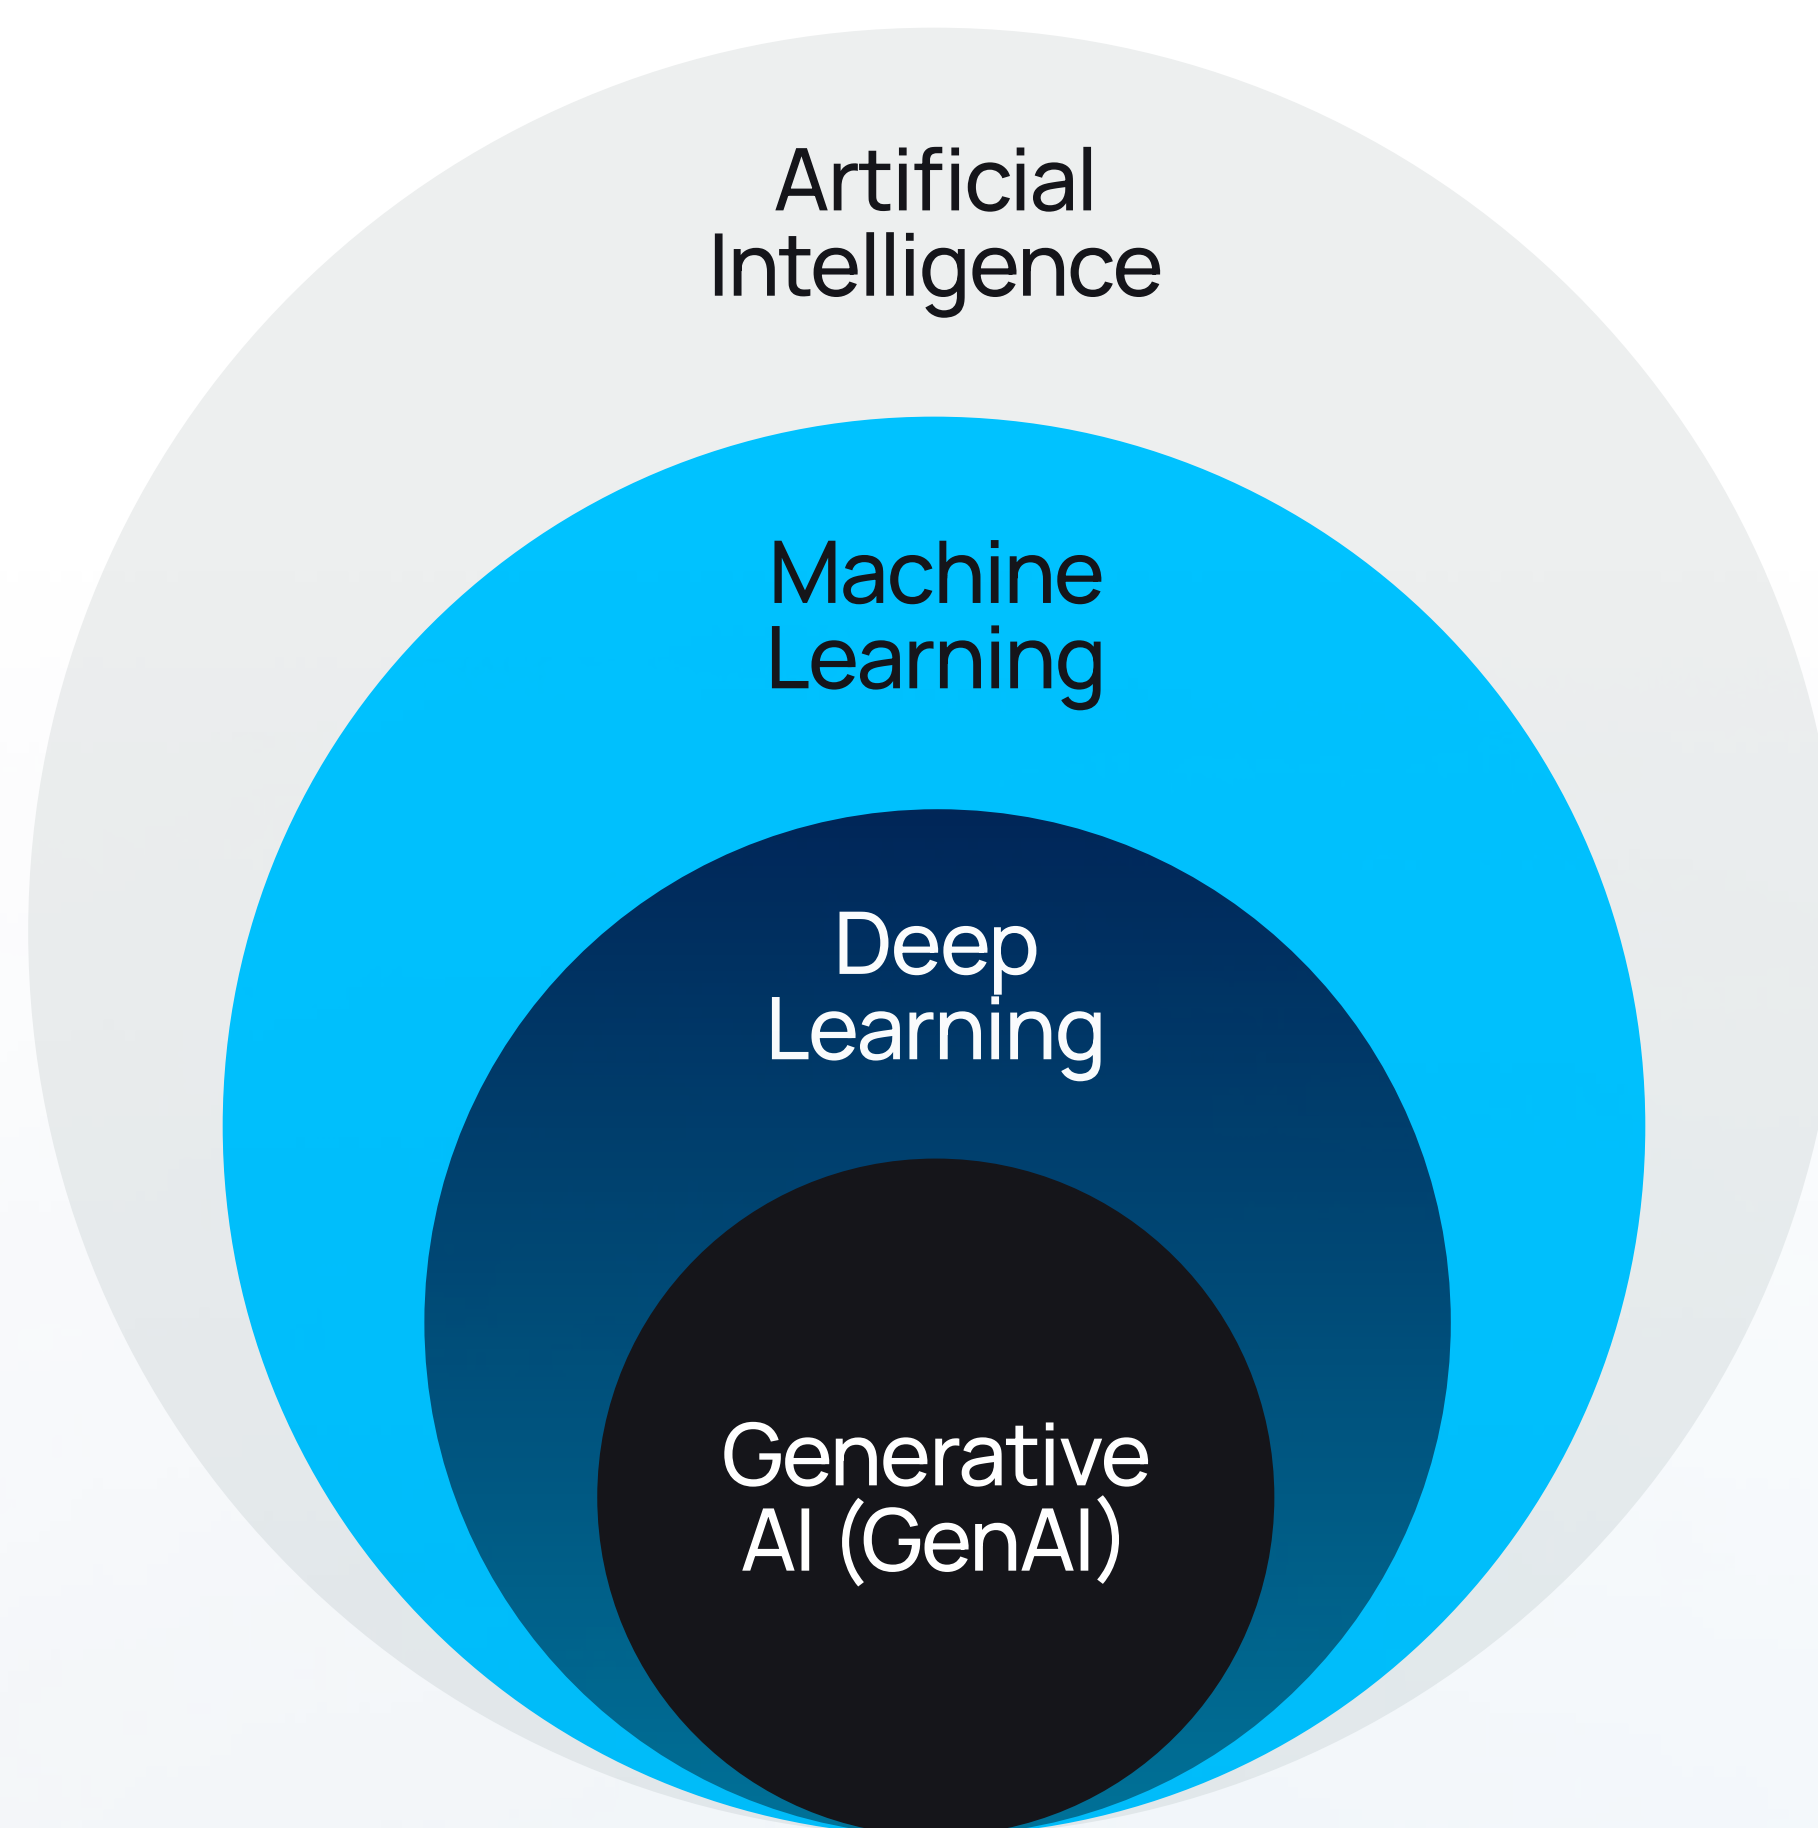 Artificial
Intelligence
Machine
Learning
Deep
Learning
Generative
AI (GenAI)